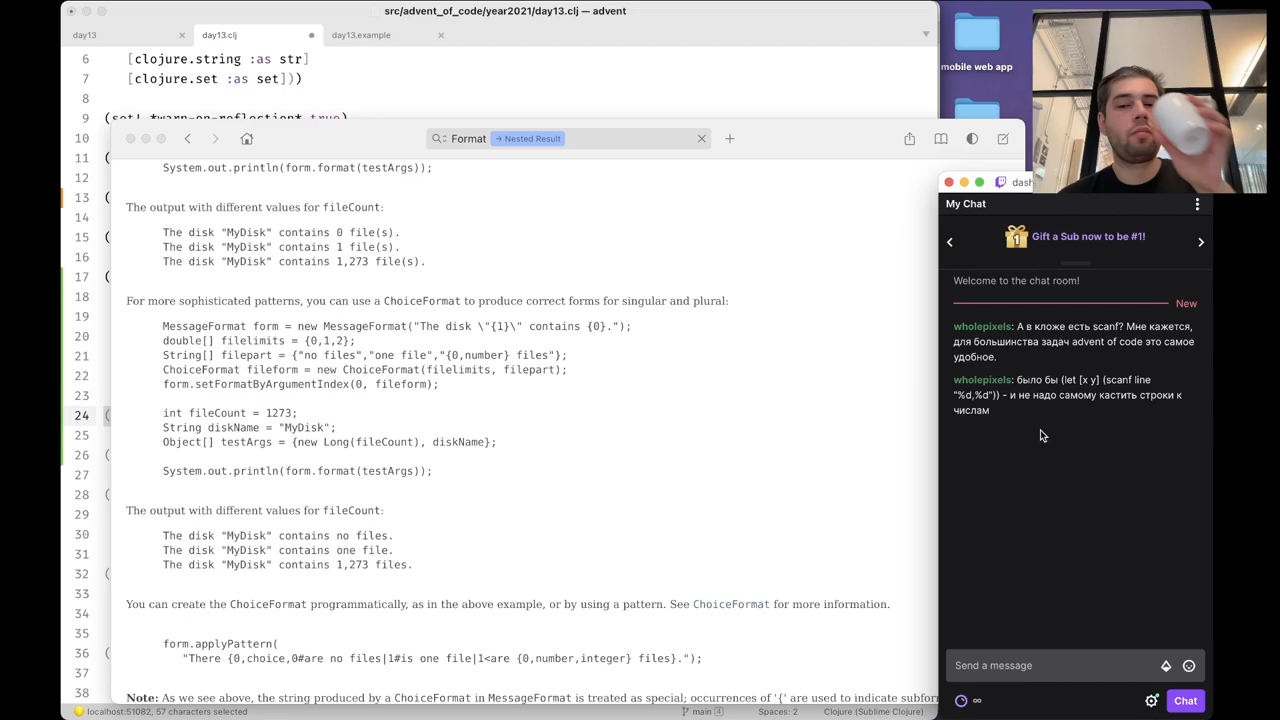 src/advent_of_code/year2021/day13.clj — advent
day13
day13.clj
day13.example
6 [clojure.string :as str]
7 [clojure.set :as set]))
8
9 (set! *warn-on-reflection* true)
10
11 (
12
13 (
14
15 (
16
17 (
18
19
20
21
22
23
24 (
25
26 (
27
28 (
29
30
31
32 (
33
34
35
36 (
37
38
Format → Nested Result
System.out.println(form.format(testArgs));
The output with different values for fileCount:
The disk "MyDisk" contains 0 file(s).
The disk "MyDisk" contains 1 file(s).
The disk "MyDisk" contains 1,273 file(s).
For more sophisticated patterns, you can use a ChoiceFormat to produce correct forms for singular and plural:
MessageFormat form = new MessageFormat("The disk \"{1}\" contains {0}.");
double[] filelimits = {0,1,2};
String[] filepart = {"no files","one file","{0,number} files"};
ChoiceFormat fileform = new ChoiceFormat(filelimits, filepart);
form.setFormatByArgumentIndex(0, fileform);
int fileCount = 1273;
String diskName = "MyDisk";
Object[] testArgs = {new Long(fileCount), diskName};
System.out.println(form.format(testArgs));
The output with different values for fileCount:
The disk "MyDisk" contains no files.
The disk "MyDisk" contains one file.
The disk "MyDisk" contains 1,273 files.
You can create the ChoiceFormat programmatically, as in the above example, or by using a pattern. See ChoiceFormat for more information.
form.applyPattern(
"There {0,choice,0#are no files|1#is one file|1<are {0,number,integer} files}.");
Note: As we see above, the string produced by a ChoiceFormat in MessageFormat is treated as special; occurrences of '{' are used to indicate subform
localhost:51082, 57 characters selected
main 4
Spaces: 2
Clojure (Sublime Clojure)
mobile web app
dash
My Chat
1
Gift a Sub now to be #1!
Welcome to the chat room!
New
wholepixels: А в кложе есть scanf? Мне кажется,
для большинства задач advent of code это самое
удобное.
wholepixels: было бы (let [x y] (scanf line
"%d,%d")) - и не надо самому кастить строки к
числам
Send a message
∞
Chat